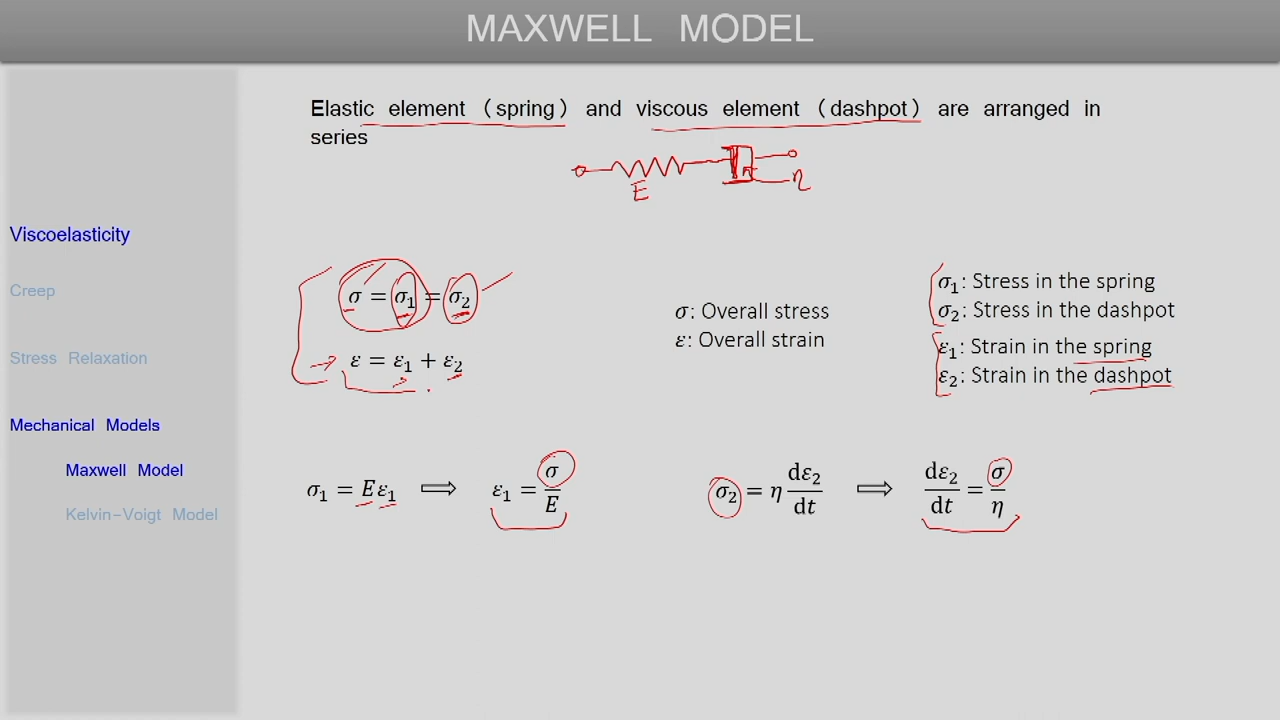 MAXWELL MODEL
Elastic element (spring) and viscous element (dashpot) are arranged in
series
E
η
Viscoelasticity
Creep
Stress Relaxation
Mechanical Models
Maxwell Model
Kelvin-Voigt Model
σ = σ₁ = σ₂
ε = ε₁ + ε₂
σ: Overall stress
ε: Overall strain
σ₁: Stress in the spring
σ₂: Stress in the dashpot
ε₁: Strain in the spring
ε₂: Strain in the dashpot
σ₁ = Eε₁ ⟹ ε₁ = σ/E
σ₂ = η dε₂/dt ⟹ dε₂/dt = σ/η